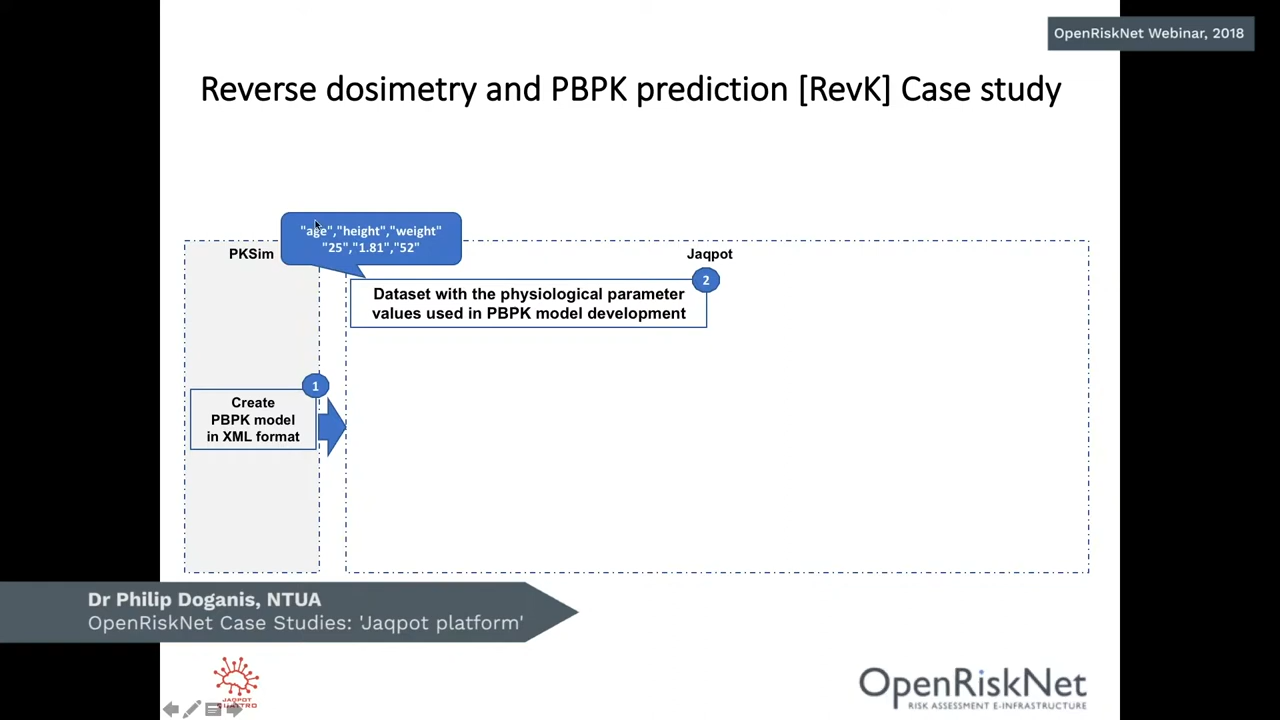 OpenRiskNet Webinar, 2018
Reverse dosimetry and PBPK prediction [RevK] Case study
"age","height","weight"
"25","1.81","52"
PKSim
Jaqpot
2
Dataset with the physiological parameter
values used in PBPK model development
1
Create
PBPK model
in XML format
Dr Philip Doganis, NTUA
OpenRiskNet Case Studies: 'Jaqpot platform'
JAQPOT
QUATTRO
OpenRiskNet
RISK ASSESSMENT E-INFRASTRUCTURE